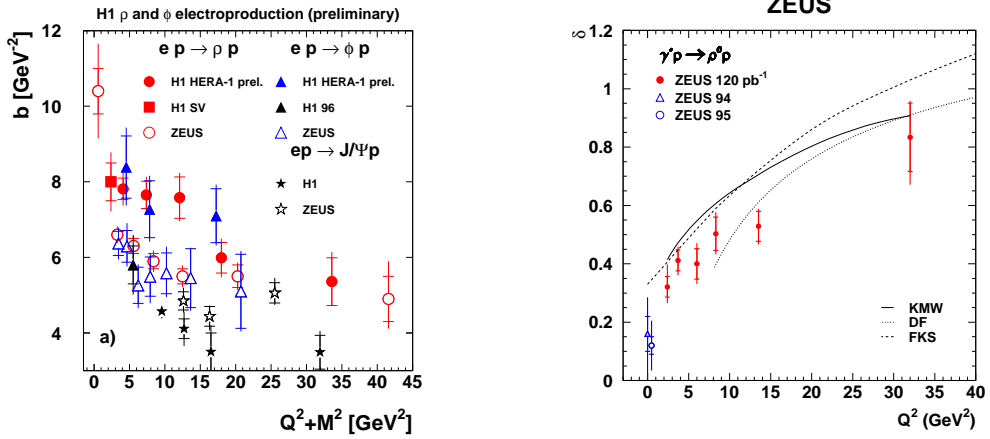 H1 ρ and ϕ electroproduction (preliminary)
b [GeV⁻²]
e p → ρ p
e p → ϕ p
H1 HERA-1 prel.
H1 HERA-1 prel.
H1 SV
H1 96
ZEUS
ZEUS
ep → J/Ψp
H1
ZEUS
a)
12
10
8
6
4
0 5 10 15 20 25 30 35 40 45
Q²+M² [GeV²]
ZEUS
δ
γ*p → ρ⁰p
ZEUS 120 pb⁻¹
ZEUS 94
ZEUS 95
KMW
DF
FKS
1.2
1
0.8
0.6
0.4
0.2
0
0 5 10 15 20 25 30 35 40
Q² (GeV²)